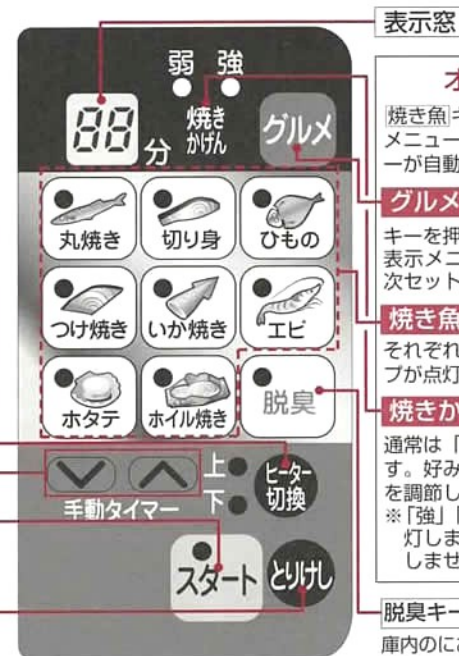 表示窓
弱 強
焼き
かげん
88分
グルメ
丸焼き
切り身
ひもの
つけ焼き
いか焼き
エビ
ホタテ
ホイル焼き
脱臭
手動タイマー
上
下
ヒーター
切換
スタート
とりけし
焼き魚
メニュー
ーが自動
グルメ
キーを押
表示メニ
次セット
焼き魚
それぞれ
プが点灯
焼きか
通常は「
す。好み
を調節し
※「強」
灯しま
しませ
脱臭キー
庫内のにお